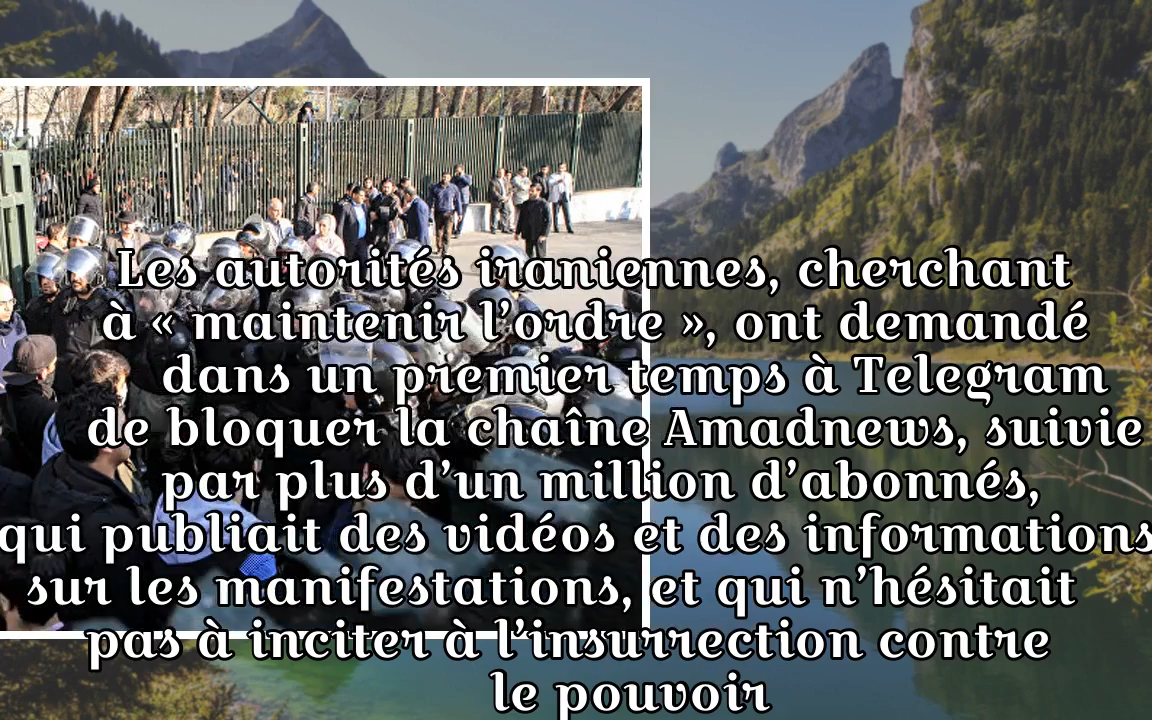 Les autorités iraniennes, cherchant
à « maintenir l’ordre », ont demandé
dans un premier temps à Telegram
de bloquer la chaîne Amadnews, suivie
par plus d’un million d’abonnés,
qui publiait des vidéos et des informations
sur les manifestations, et qui n’hésitait
pas à inciter à l’insurrection contre
le pouvoir